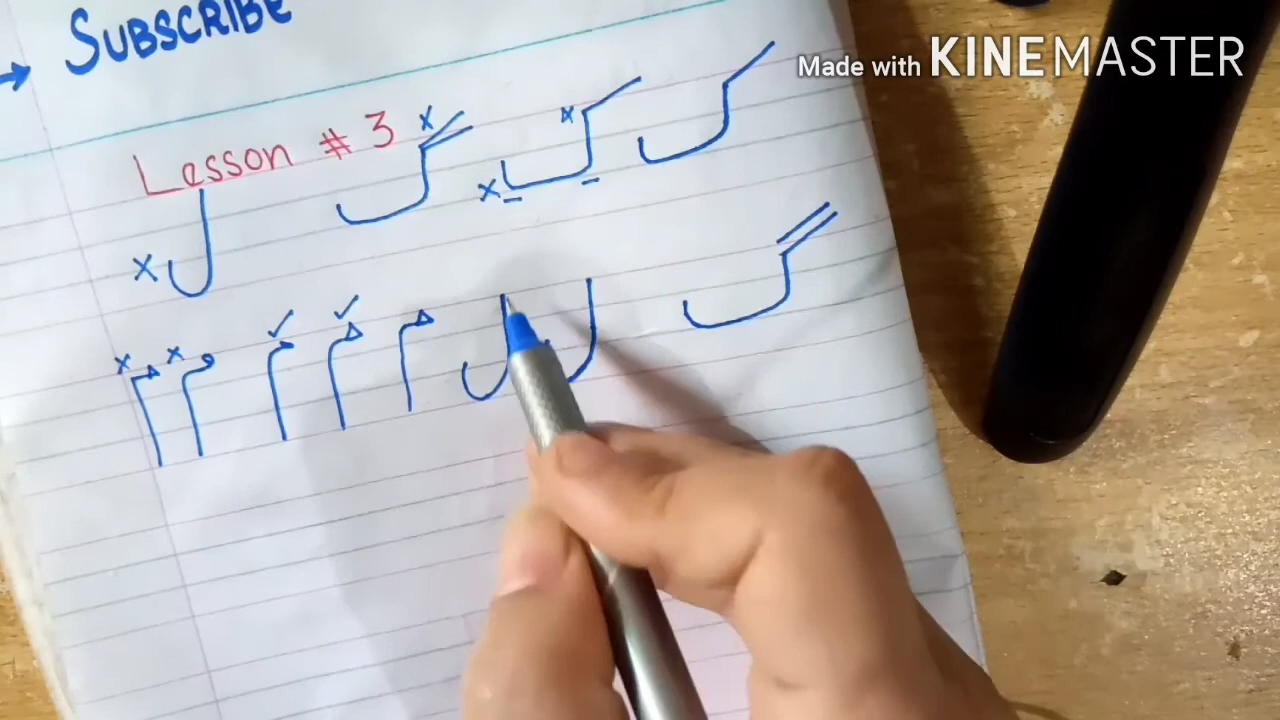 Made with KINEMASTER
→ SUBSCRIBE
Lesson # 3
ک ک × × گ × ل ×
گ ل ل م م ✓ م ✓ م × م ×